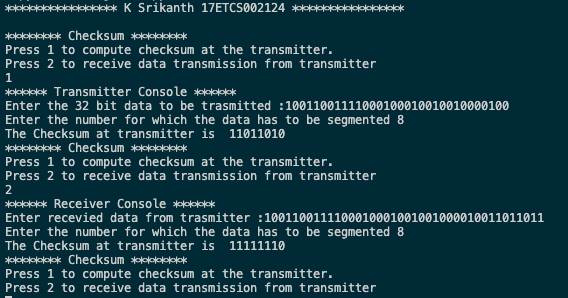 **************** K Srikanth 17ETCS002124 ****************
******** Checksum ********
Press 1 to compute checksum at the transmitter.
Press 2 to receive data transmission from transmitter
1
****** Transmitter Console ******
Enter the 32 bit data to be trasmitted :10011001111000100010010010000100
Enter the number for which the data has to be segmented 8
The Checksum at transmitter is  11011010
******** Checksum ********
Press 1 to compute checksum at the transmitter.
Press 2 to receive data transmission from transmitter
2
****** Receiver Console ******
Enter recevied data from trasmitter :1001100111100010001001001000010011011011
Enter the number for which the data has to be segmented 8
The Checksum at transmitter is  11111110
******** Checksum ********
Press 1 to compute checksum at the transmitter.
Press 2 to receive data transmission from transmitter